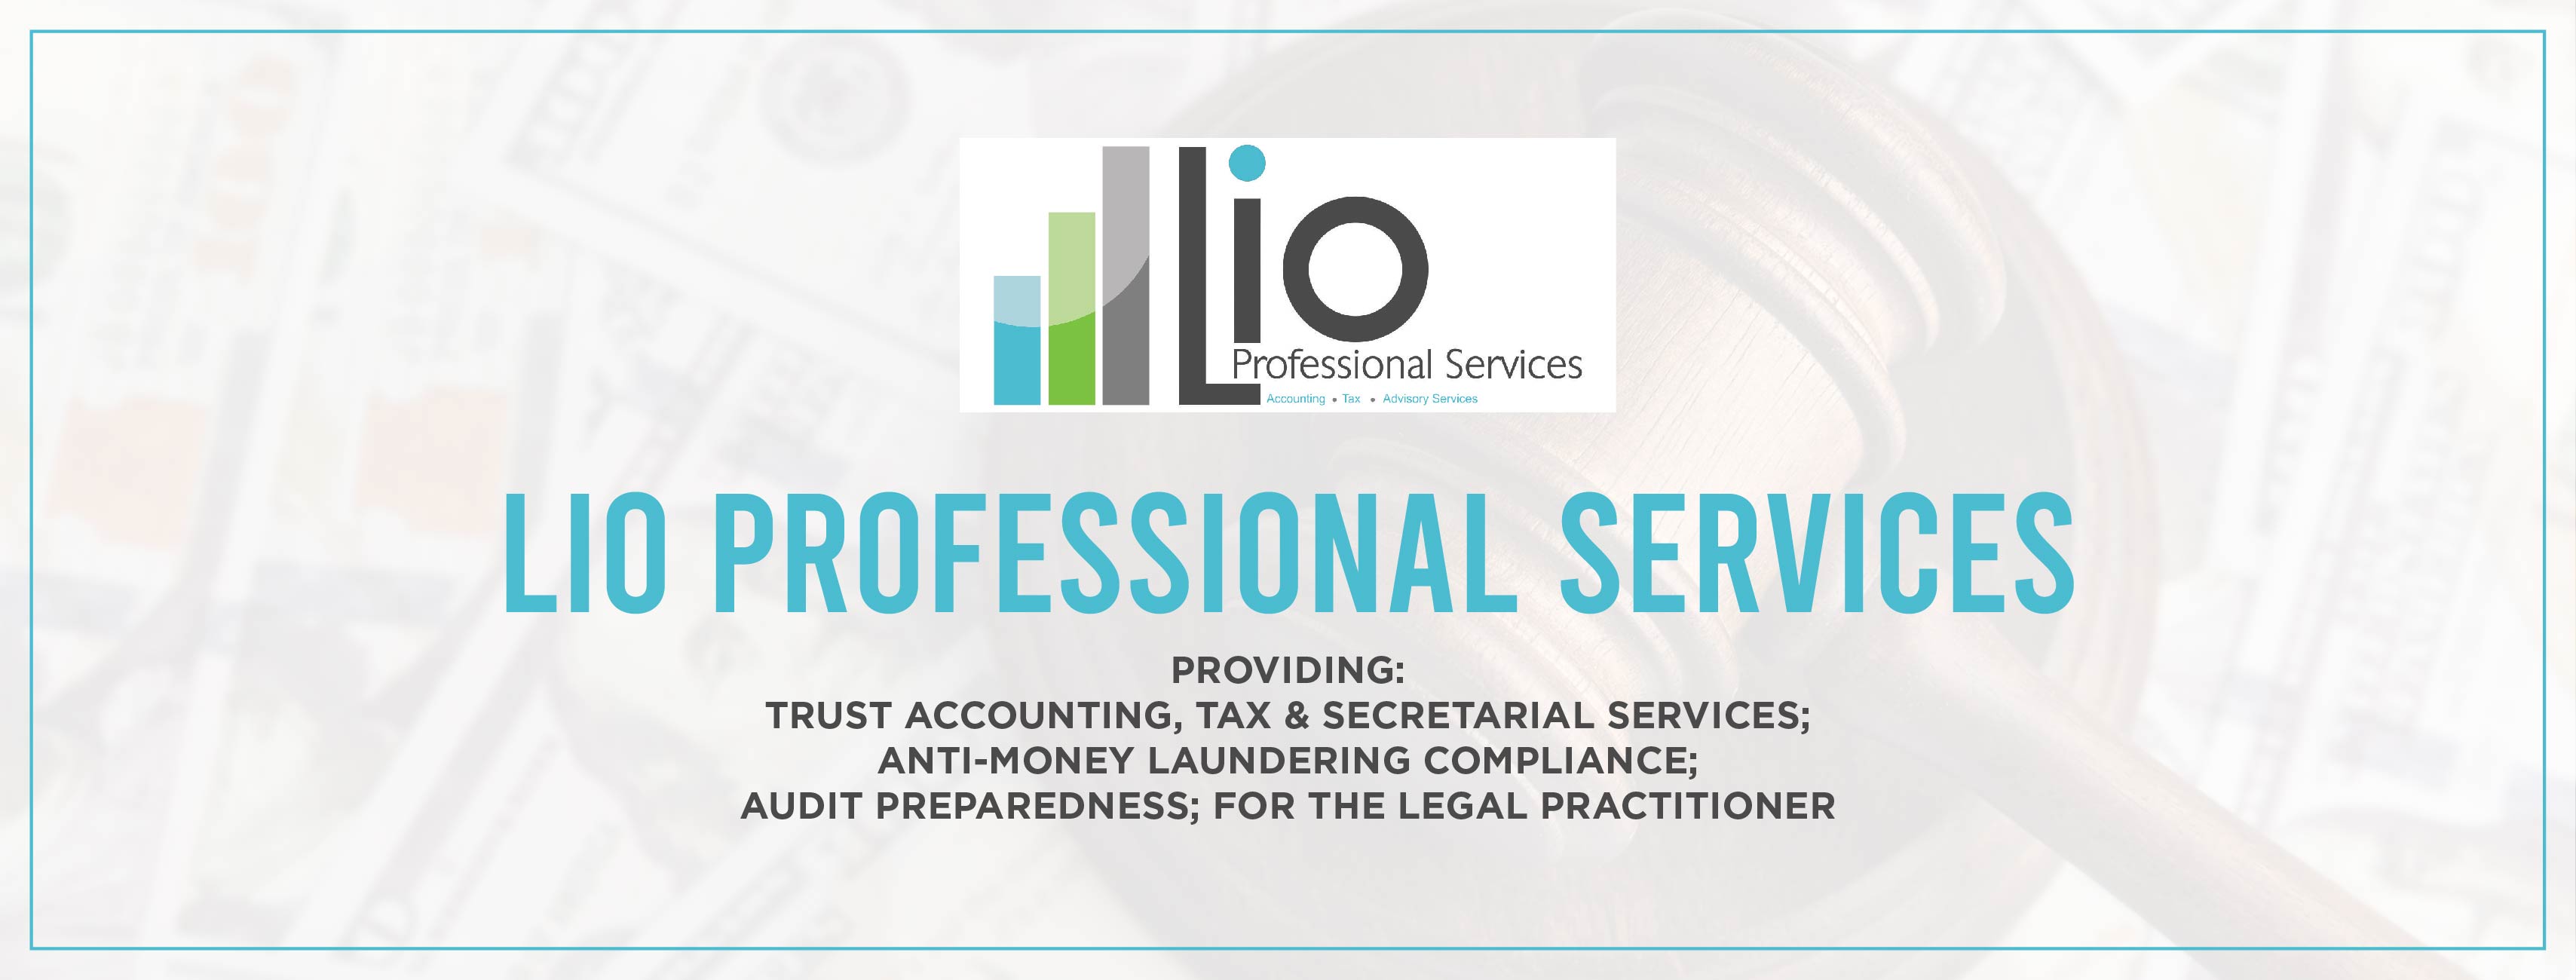 Lio
Professional Services
Accounting • Tax • Advisory Services
LIO PROFESSIONAL SERVICES
PROVIDING:
TRUST ACCOUNTING, TAX & SECRETARIAL SERVICES;
ANTI-MONEY LAUNDERING COMPLIANCE;
AUDIT PREPAREDNESS; FOR THE LEGAL PRACTITIONER